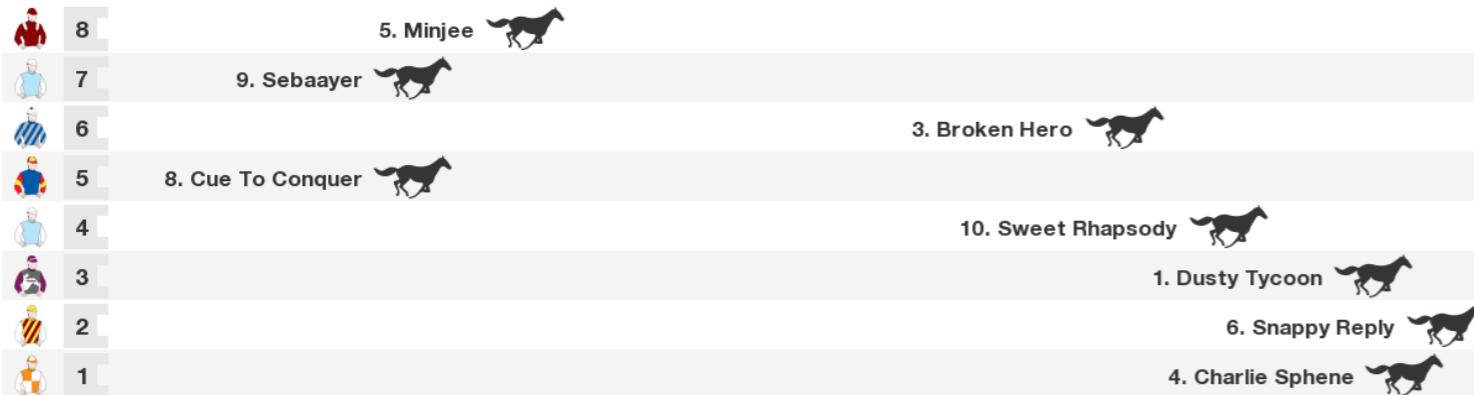 8 5. Minjee
7 9. Sebaayer
6 3. Broken Hero
5 8. Cue To Conquer
4 10. Sweet Rhapsody
3 1. Dusty Tycoon
2 6. Snappy Reply
1 4. Charlie Sphene